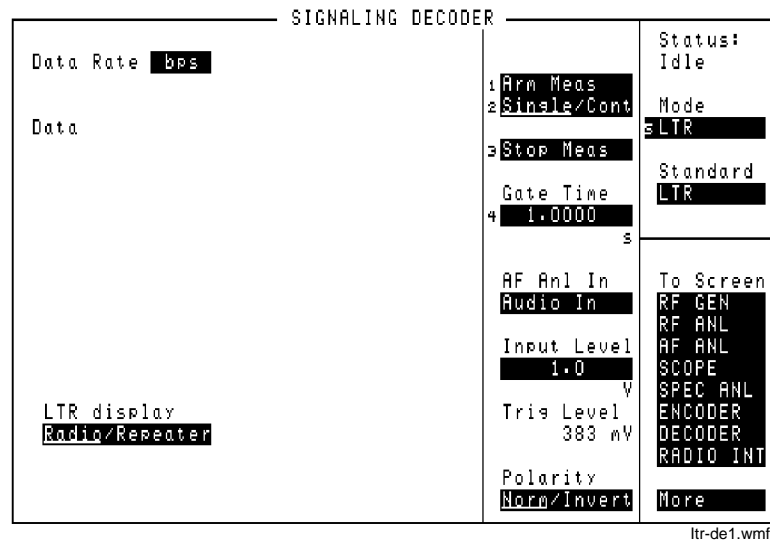 SIGNALING DECODER
Data Rate bps
Data
LTR display
Radio/Repeater
1 Arm Meas
2 Single/Cont
3 Stop Meas
Gate Time
4 1.0000
s
AF Anl In
Audio In
Input Level
1.0
V
Trig Level
383 mV
Polarity
Norm/Invert
Status:
Idle
Mode
5 LTR
Standard
LTR
To Screen
RF GEN
RF ANL
AF ANL
SCOPE
SPEC ANL
ENCODER
DECODER
RADIO INT
More
ltr-de1.wmf